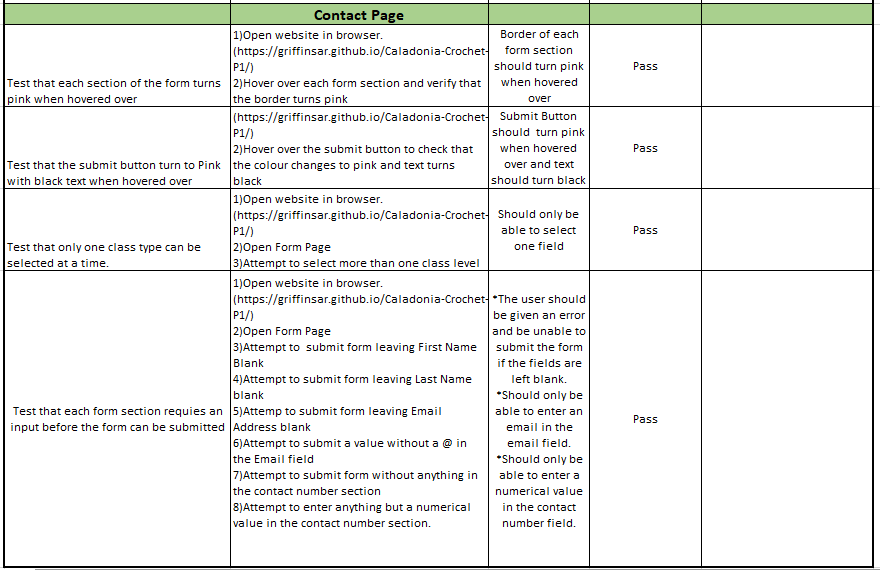 Contact Page
Test that each section of the form turns
pink when hovered over
1)Open website in browser.
(https://griffinsar.github.io/Caladonia-Crochet-
P1/)
2)Hover over each form section and verify that
the border turns pink
Border of each
form section
should turn pink
when hovered
over
Pass
Test that the submit button turn to Pink
with black text when hovered over
(https://griffinsar.github.io/Caladonia-Crochet-
P1/)
2)Hover over the submit button to check that
the colour changes to pink and text turns
black
Submit Button
should  turn pink
when hovered
over and text
should turn black
Pass
Test that only one class type can be
selected at a time.
1)Open website in browser.
(https://griffinsar.github.io/Caladonia-Crochet-
P1/)
2)Open Form Page
3)Attempt to select more than one class level
Should only be
able to select
one field
Pass
Test that each form section requies an
input before the form can be submitted
1)Open website in browser.
(https://griffinsar.github.io/Caladonia-Crochet-
P1/)
2)Open Form Page
3)Attempt to  submit form leaving First Name
Blank
4)Attempt to submit form leaving Last Name
blank
5)Attemp to submit form leaving Email
Address blank
6)Attempt to submit a value without a @ in
the Email field
7)Attempt to submit form without anything in
the contact number section
8)Attempt to enter anything but a numerical
value in the contact number section.
*The user should
be given an error
and be unable to
submit the form
if the fields are
left blank.
*Should only be
able to enter an
email in the
email field.
*Should only be
able to enter a
numerical value
in the contact
number field.
Pass